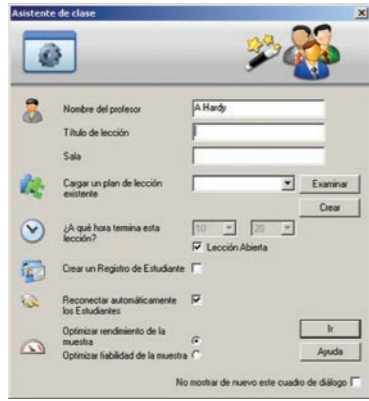 Asistente de clase
Nombre del profesor
A Hardy
Título de lección
Sala
Cargar un plan de lección
existente
Examinar
Crear
¿A qué hora termina esta
lección?
10
20
Lección Abierta
Crear un Registro de Estudiante
Reconectar automáticamente
los Estudiantes
Optimizar rendimiento de la
muestra
Ir
Optimizar fiabilidad de la muestra
Ayuda
No mostrar de nuevo este cuadro de diálogo